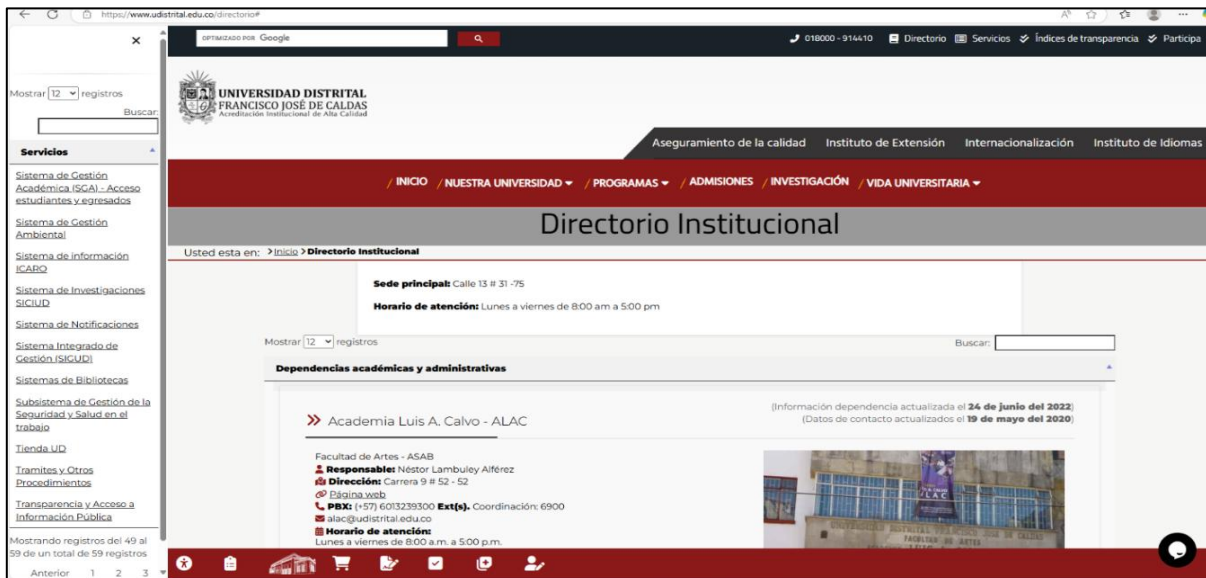 https://www.udistrital.edu.co/directorio#
×
Mostrar 12 registros
Buscar:
Servicios
Sistema de Gestión
Académica (SGA) - Acceso
estudiantes y egresados
Sistema de Gestión
Ambiental
Sistema de información
ICARO
Sistema de Investigaciones
SICIUD
Sistema de Notificaciones
Sistema Integrado de
Gestión (SIGUD)
Sistemas de Bibliotecas
Subsistema de Gestión de la
Seguridad y Salud en el
trabajo
Tienda UD
Tramites y Otros
Procedimientos
Transparencia y Acceso a
Información Pública
Mostrando registros del 49 al
59 de un total de 59 registros
Anterior 1 2 3
OPTIMIZADO POR Google
018000 - 914410 Directorio Servicios Índices de transparencia Participa
UNIVERSIDAD DISTRITAL
FRANCISCO JOSÉ DE CALDAS
Acreditación Institucional de Alta Calidad
Aseguramiento de la calidad Instituto de Extensión Internacionalización Instituto de Idiomas
/ INICIO / NUESTRA UNIVERSIDAD / PROGRAMAS / ADMISIONES / INVESTIGACIÓN / VIDA UNIVERSITARIA
Directorio Institucional
Usted esta en: >Inicio >Directorio Institucional
Sede principal: Calle 13 # 31 -75
Horario de atención: Lunes a viernes de 8:00 am a 5:00 pm
Mostrar 12 registros Buscar:
Dependencias académicas y administrativas
Academia Luis A. Calvo - ALAC
(Información dependencia actualizada el 24 de junio del 2022)
(Datos de contacto actualizados el 19 de mayo del 2020)
Facultad de Artes - ASAB
Responsable: Néstor Lambuley Alférez
Dirección: Carrera 9 # 52 - 52
Página web
PBX: (+57) 6013239300 Ext(s). Coordinación: 6900
alac@udistrital.edu.co
Horario de atención:
Lunes a viernes de 8:00 a.m. a 5:00 p.m.
ALAC
FACULTAD DE ARTES